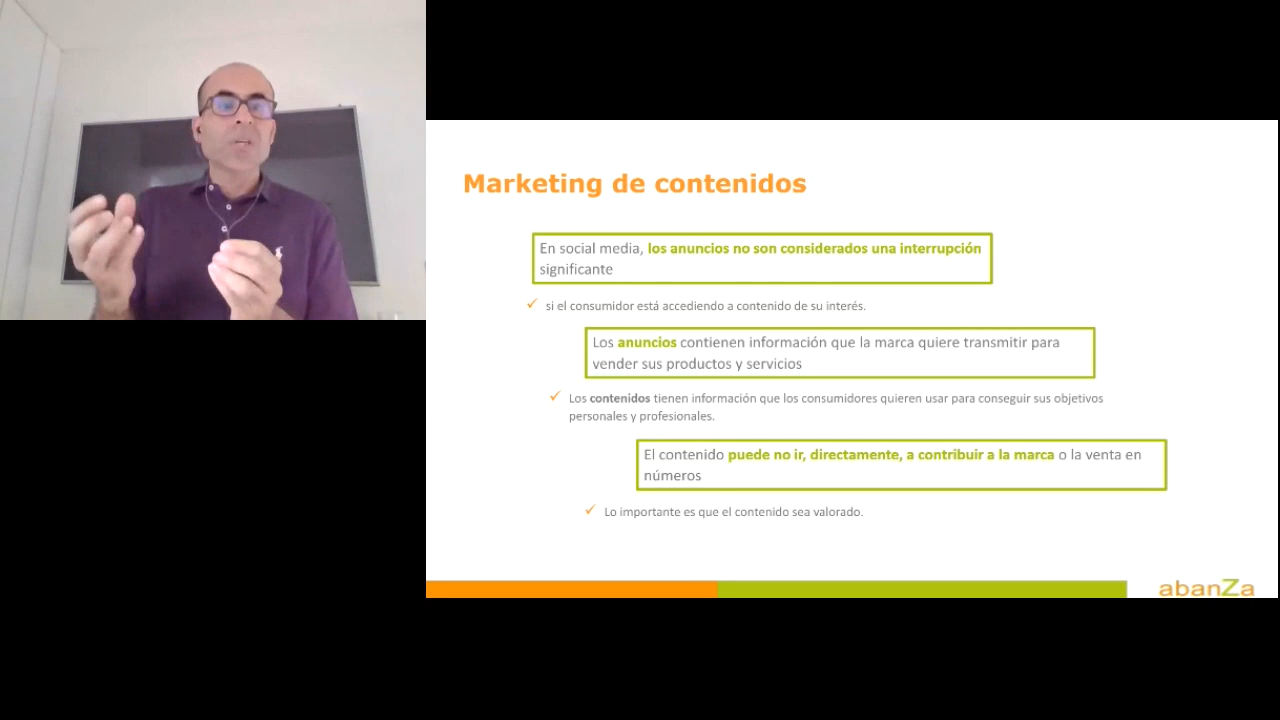 Marketing de contenidos
En social media, los anuncios no son considerados una interrupción
significante
✓ si el consumidor está accediendo a contenido de su interés.
Los anuncios contienen información que la marca quiere transmitir para
vender sus productos y servicios
✓ Los contenidos tienen información que los consumidores quieren usar para conseguir sus objetivos
personales y profesionales.
El contenido puede no ir, directamente, a contribuir a la marca o la venta en
números
✓ Lo importante es que el contenido sea valorado.
abanZa